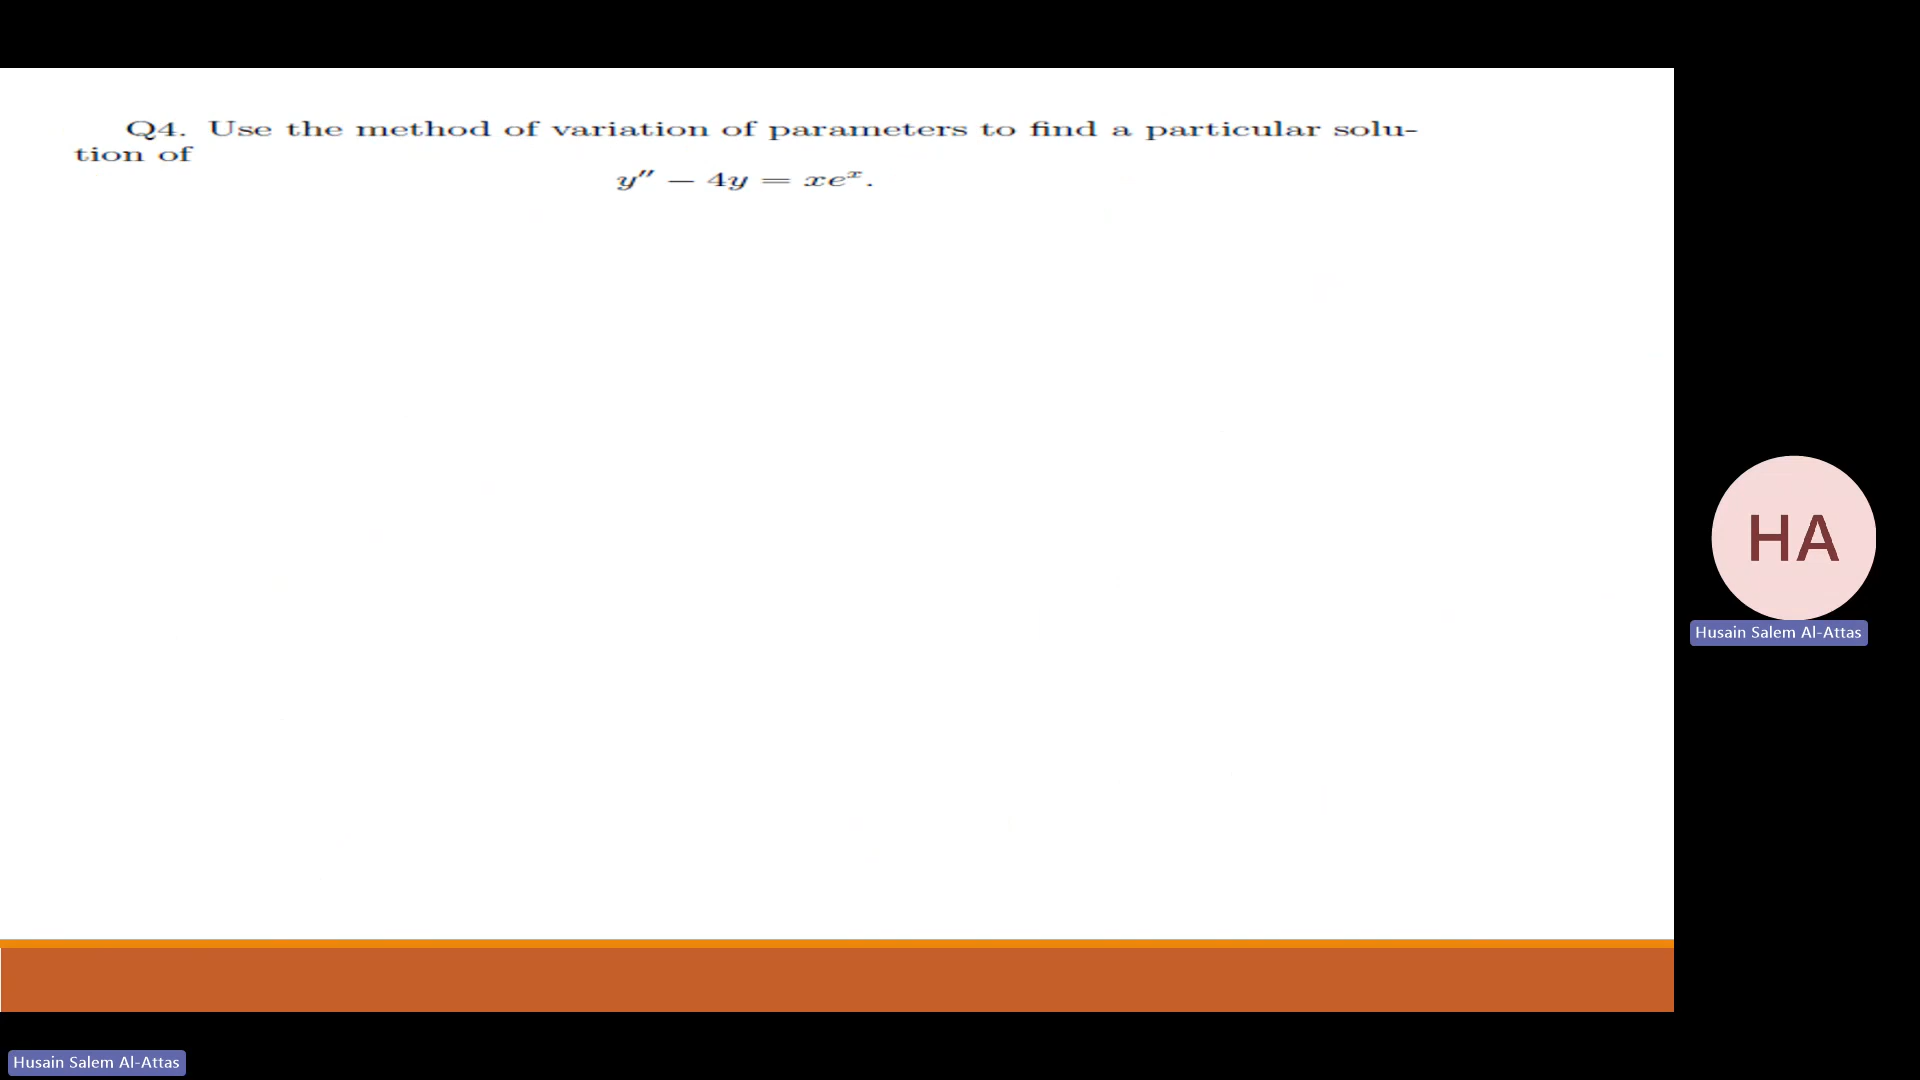 Q4. Use the method of variation of parameters to find a particular solu-
tion of
y″ − 4y = xeˣ.
HA
Husain Salem Al-Attas
Husain Salem Al-Attas